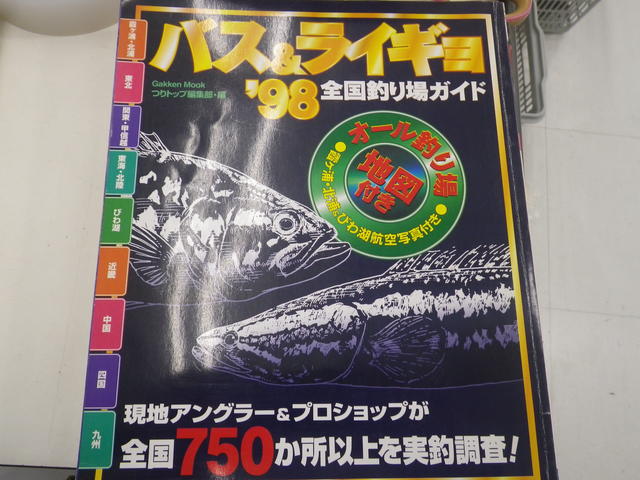 バス&ライギョ
Gakken Mook
つりトップ編集部・編
'98
全国釣り場ガイド
オール釣り場
地図
付き
●霞ヶ浦・北浦&びわ湖航空写真付き●
霞ヶ浦・北浦
東北
関東・甲信越
東海・北陸
びわ湖
近畿
中国
四国
九州
現地アングラー&プロショップが
全国750か所以上を実釣調査!